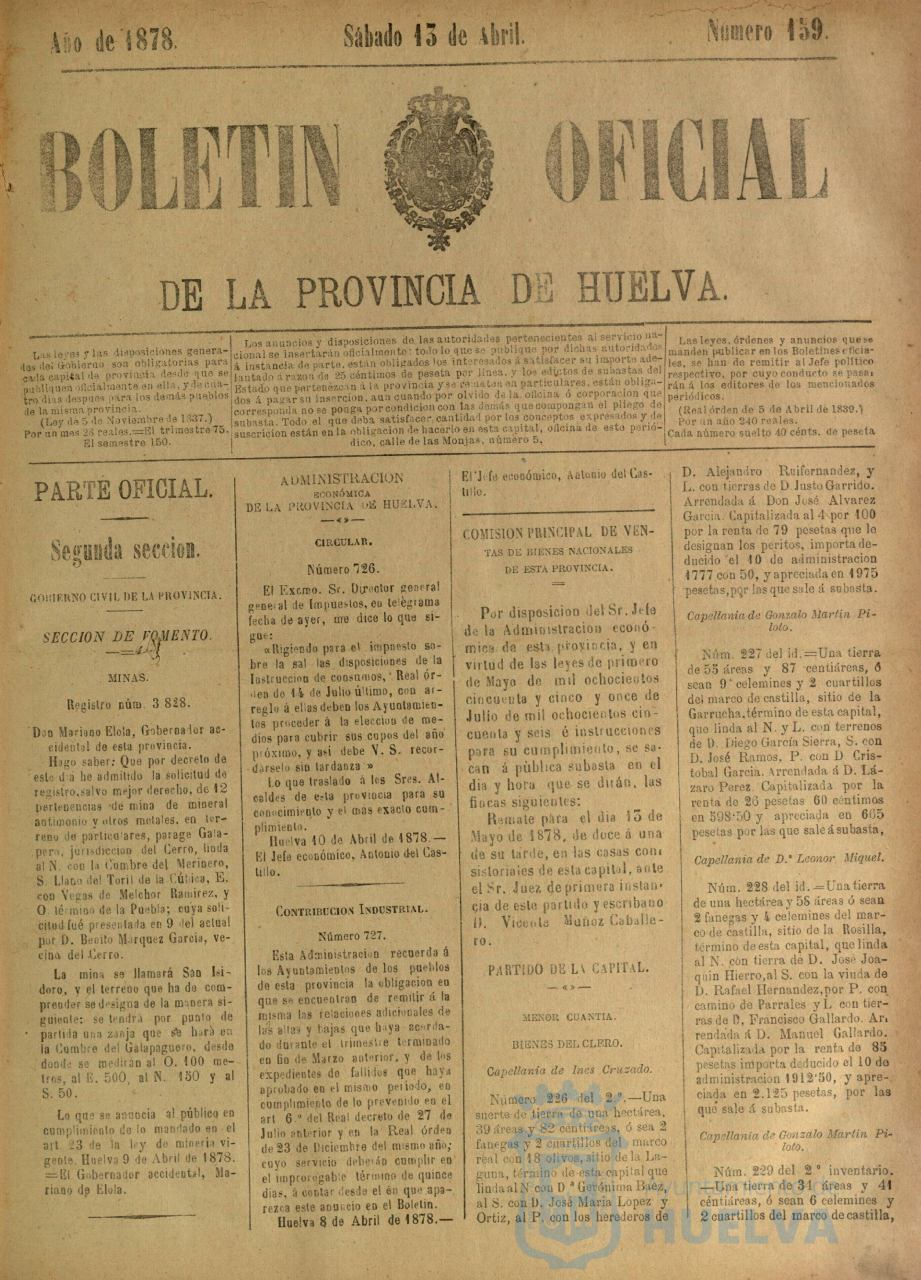 Año de 1878.
Sábado 13 de Abril.
Número 159.
BOLETIN OFICIAL
DE LA PROVINCIA DE HUELVA.
Las leyes y las disposiciones genera-
les del Gobierno son obligatorias para
cada capital de provincia desde que se
publiquen oficialmente en ella, y de cua-
tro dias despues para los demás pueblos
de la misma provincia.
(Ley de 5 de Noviembre de 1837.)
Por un mes 26 reales.=El trimestre 75.
El semestre 150.
Los anuncios y disposiciones de las autoridades pertenecientes al servicio na-
cional se insertarán oficialmente: todo lo que se publique por dichas autoridades
á instancia de parte, están obligados los interesados á satisfacer su importe ade-
lantado á razon de 25 céntimos de peseta por linea, y los edictos de subastas del
Estado que pertenezcan á la provincia y se rematen en particulares, están obliga-
dos á pagar su insercion, aun cuando por olvido de la oficina ó corporacion que
corresponda no se ponga por condicion con las demás que compongan el pliego de
subasta. Todo el que deba satisfacer cantidad por los conceptos expresados y de
suscricion están en la obligacion de hacerlo en esta capital, oficina de este perió-
dico, calle de las Monjas, número 5.
Las leyes, órdenes y anuncios que se
manden publicar en los Boletines oficia-
les, se han de remitir al Jefe político
respectivo, por cuyo conducto se pasa-
rán á los editores de los mencionados
periódicos.
(Real órden de 5 de Abril de 1839.)
Por un año 240 reales.
Cada número suelto 40 cénts. de peseta
PARTE OFICIAL.
Segunda seccion.
GOBIERNO CIVIL DE LA PROVINCIA.
SECCION DE FOMENTO.
MINAS.
Registro núm. 3 828.
Don Mariano Elola, Gobernador ac-
cidental de esta provincia.
Hago saber: Que por decreto de
este dia he admitido la solicitud de
registro, salvo mejor derecho, de 12
pertenencias de mina de mineral
antimonio y otros metales, en ter-
reno de particulares, parage Gala-
pero, jurisdiccion del Cerro, linda
al N. con la Cumbre del Merinero,
S. Llano del Toril de la Cúbica, E.
con Vegas de Melchor Ramirez, y
O. término de la Puebla; cuya soli-
citud fué presentada en 9 del actual
por D. Benito Marquez Garcia, ve-
cino del Cerro.
La mina se llamará San Isi-
doro, y el terreno que ha de com-
prender se designa de la manera si-
guiente: se tendrá por punto de
partida una zanja que se hará en
la Cumbre del Galapaguero, desde
donde se medirán al O. 100 me-
tros, al E. 500, al N. 150 y al
S. 50.
Lo que se anuncia al público en
cumplimiento de lo mandado en el
art. 23 de la ley de minería vi-
gente. Huelva 9 de Abril de 1878.
=El Gobernador accidental, Ma-
riano de Elola.
ADMINISTRACION
ECONÓMICA
DE LA PROVINCIA DE HUELVA.
CIRCULAR.
Número 726.
El Excmo. Sr. Director general
general de Impuestos, en telégrama
fecha de ayer, me dice lo que si-
gue:
«Rigiendo para el impuesto so-
bre la sal las disposiciones de la
Instruccion de consumos, Real ór-
den de 14 de Julio último, con ar-
reglo á ellas deben los Ayuntamien-
tos proceder á la eleccion de me-
dios para cubrir sus cupos del año
próximo, y asi debe V. S. recor-
darselo sin tardanza »
Lo que traslado á los Sres. Al-
caldes de esta provincia para su
conocimiento y el mas exacto cum-
plimiento.
Huelva 10 de Abril de 1878.—
El Jefe económico, Antonio del Cas-
tillo.
CONTRIBUCION INDUSTRIAL.
Número 727.
Esta Administracion recuerda á
los Ayuntamientos de los pueblos
de esta provincia la obligacion en
que se encuentran de remitir á la
misma las relaciones adicionales de
las altas y bajas que haya acorda-
do durante el trimestre terminado
en fin de Marzo anterior, y de los
expedientes de fallidos que haya
aprobado en el mismo periodo, en
cumplimiento de lo prevenido en el
art 6.º del Real decreto de 27 de
Julio anterior y en la Real órden
de 23 de Diciembre del mismo año;
cuyo servicio deberán cumplir en
el improrogable término de quince
dias, á contar desde el en que apa-
rezca este anuncio en el Boletin.
Huelva 8 de Abril de 1878.—
El Jefe económico, Antonio del Cas-
tillo.
COMISION PRINCIPAL DE VEN-
TAS DE BIENES NACIONALES
DE ESTA PROVINCIA.
Por disposicion del Sr. Jefe
de la Administracion econó-
mica de esta provincia, y en
virtud de las leyes de primero
de Mayo de mil ochocientos
cincuenta y cinco y once de
Julio de mil ochocientos cin-
cuenta y seis é instrucciones
para su cumplimiento, se sa-
can á pública subasta en el
dia y hora que se dirán, las
fincas siguientes:
Remate para el dia 13 de
Mayo de 1878, de doce á una
de su tarde, en las casas con-
sistoriales de esta capital, ante
el Sr. Juez de primera instan-
cia de este partido y escribano
D. Vicente Muñoz Caballe-
ro.
PARTIDO DE LA CAPITAL.
MENOR CUANTIA.
BIENES DEL CLERO.
Capellania de Ines Cruzado.
Número 226 del 2.º.—Una
suerte de tierra de una hectárea,
39 áreas y 82 centiáreas, ó sea 2
fanegas y 2 cuartillos del marco
real con 18 olivos, sitio de la La-
guna, término de esta capital que
linda al N con Dª Gerónima Baez,
al S. con D. José Maria Lopez y
Ortiz, al P. con los herederos de
D. Alejandro Ruifernandez, y
L. con tierras de D Justo Garrido.
Arrendada á Don José Alvarez
Garcia. Capitalizada al 4 por 100
por la renta de 79 pesetas que le
designan los peritos, importa de-
ducido el 10 de administracion
1777 con 50, y apreciada en 1975
pesetas, por las que sale á subasta.
Capellania de Gonzalo Martin Pi-
loto.
Núm. 227 del id.=Una tierra
de 55 áreas y 87 centiáreas, ó
sean 9 celemines y 2 cuartillos
del marco de castilla, sitio de la
Garrucha, término de esta capital,
que linda al N. y L. con terrenos
de D. Diego García Sierra, S. con
D. José Ramos, P. con D Cris-
tobal Garcia. Arrendada á D. Lá-
zaro Perez. Capitalizada por la
renta de 26 pesetas 60 céntimos
en 598'50 y apreciada en 665
pesetas por las que sale á subasta,
Capellania de D.ª Leonor Miquel.
Núm. 228 del id.=Una tierra
de una hectárea y 58 áreas ó sean
2 fanegas y 4 celemines del mar-
co de castilla, sitio de la Rosilla,
término de esta capital, que linda
al N. con tierra de D. José Joa-
quin Hierro, al S. con la viuda de
D. Rafael Hernandez, por P. con
camino de Parrales y L con tier-
ras de D. Francisco Gallardo. Ar-
rendada á D. Manuel Gallardo.
Capitalizada por la renta de 85
pesetas importa deducido el 10 de
administracion 1912'50, y apre-
ciada en 2.125 pesetas, por las
que sale á subasta.
Capellania de Gonzalo Martin Pi-
loto.
Núm. 229 del 2º inventario.
—Una tierra de 34 áreas y 41
centiáreas, ó sean 6 celemines y
2 cuartillos del marco de castilla,
HUELVA